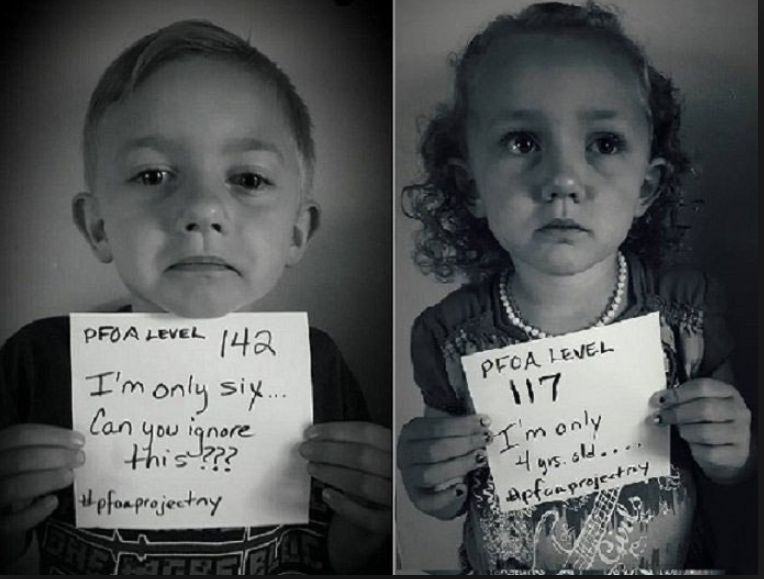 PFOA LEVEL 142
I'm only six...
Can you ignore
this???
#pfoaprojectny
PFOA LEVEL
117
I'm only
4 yrs. old....
#pfoaprojectny